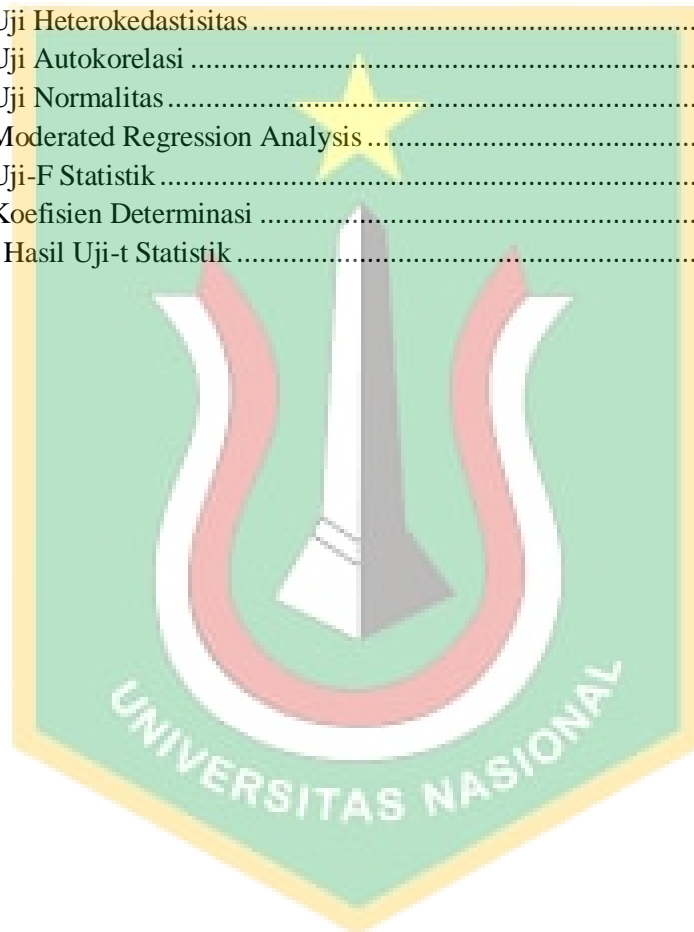 Uji Heterokedastisitas ........................................................
Uji Autokorelasi ................................................................
Uji Normalitas ...................................................................
Moderated Regression Analysis .........................................
Uji-F Statistik ....................................................................
Koefisien Determinasi .......................................................
Hasil Uji-t Statistik ..........................................................
UNIVERSITAS NASIONAL